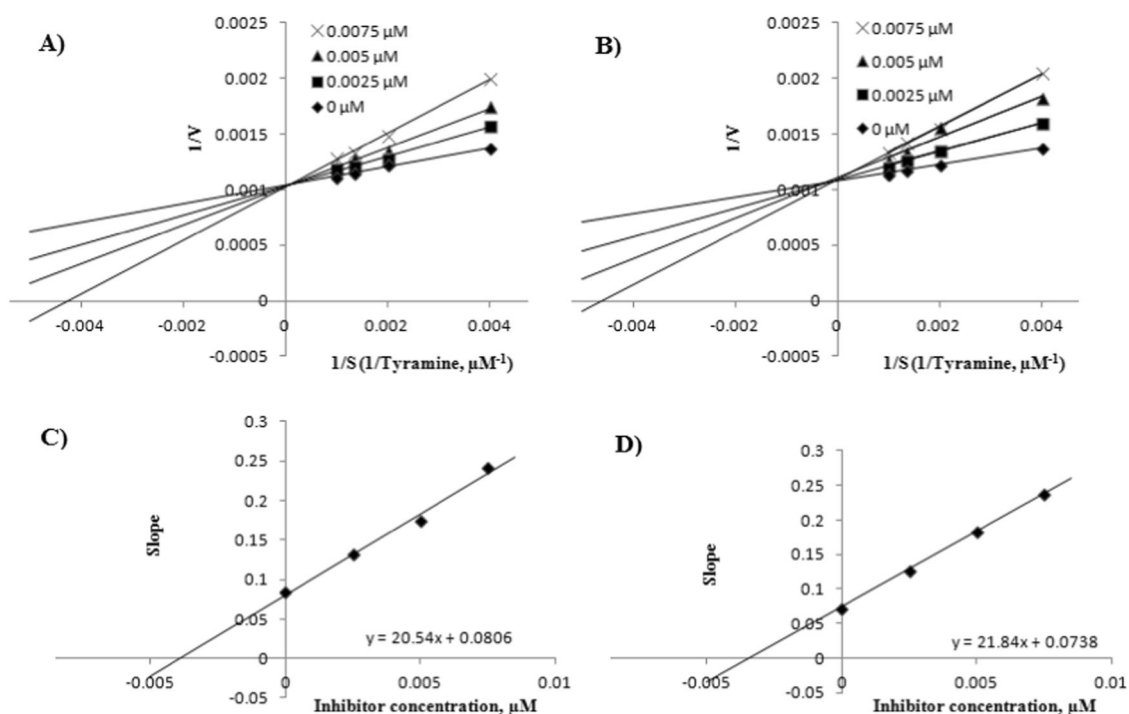 A)
0.0025
0.002
0.0015
0.001
0.0005
0
-0.0005
1/V
0.0075 µM
0.005 µM
0.0025 µM
0 µM
-0.004
-0.002
0
0.002
0.004
1/S (1/Tyramine, µM-1)
B)
0.0025
0.002
0.0015
0.001
0.0005
0
-0.0005
1/V
0.0075 µM
0.005 µM
0.0025 µM
0 µM
-0.004
-0.002
0
0.002
0.004
1/S (1/Tyramine, µM-1)
C)
0.3
0.25
0.2
0.15
0.1
0.05
0
-0.05
Slope
y = 20.54x + 0.0806
-0.005
0
0.005
0.01
Inhibitor concentration, µM
D)
0.3
0.25
0.2
0.15
0.1
0.05
0
-0.05
Slope
y = 21.84x + 0.0738
-0.005
0
0.005
0.01
Inhibitor concentration, µM